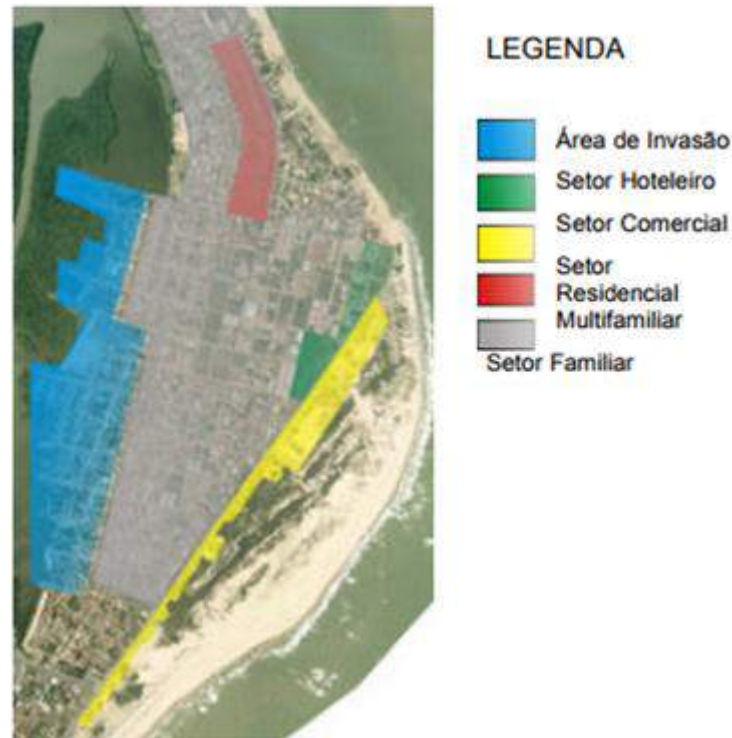 LEGENDA
Área de Invasão
Setor Hoteleiro
Setor Comercial
Setor
Residencial
Multifamiliar
Setor Familiar